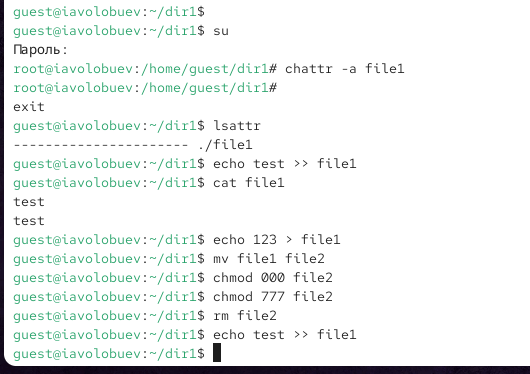 guest@iavolobuev:~/dir1$
guest@iavolobuev:~/dir1$ su
Пароль:
root@iavolobuev:/home/guest/dir1# chattr -a file1
root@iavolobuev:/home/guest/dir1#
exit
guest@iavolobuev:~/dir1$ lsattr
---------------------- ./file1
guest@iavolobuev:~/dir1$ echo test >> file1
guest@iavolobuev:~/dir1$ cat file1
test
test
guest@iavolobuev:~/dir1$ echo 123 > file1
guest@iavolobuev:~/dir1$ mv file1 file2
guest@iavolobuev:~/dir1$ chmod 000 file2
guest@iavolobuev:~/dir1$ chmod 777 file2
guest@iavolobuev:~/dir1$ rm file2
guest@iavolobuev:~/dir1$ echo test >> file1
guest@iavolobuev:~/dir1$